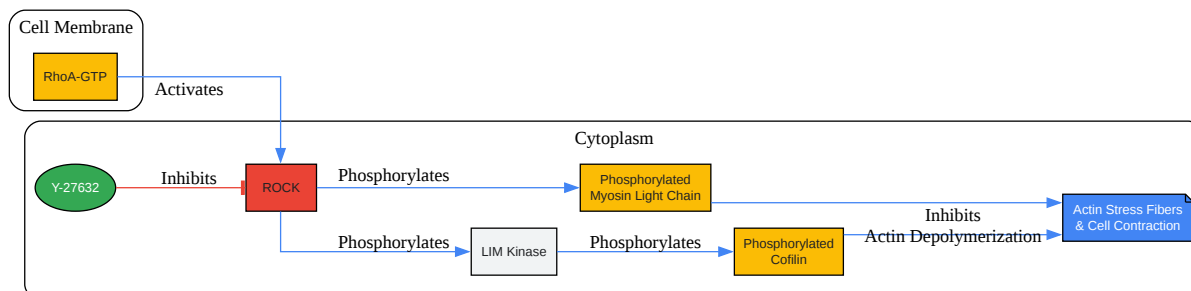 Cell Membrane
RhoA-GTP
Activates
Cytoplasm
Y-27632
Inhibits
ROCK
Phosphorylates
Phosphorylated
Myosin Light Chain
Inhibits
Actin Depolymerization
Actin Stress Fibers
& Cell Contraction
Phosphorylates
LIM Kinase
Phosphorylates
Phosphorylated
Cofilin